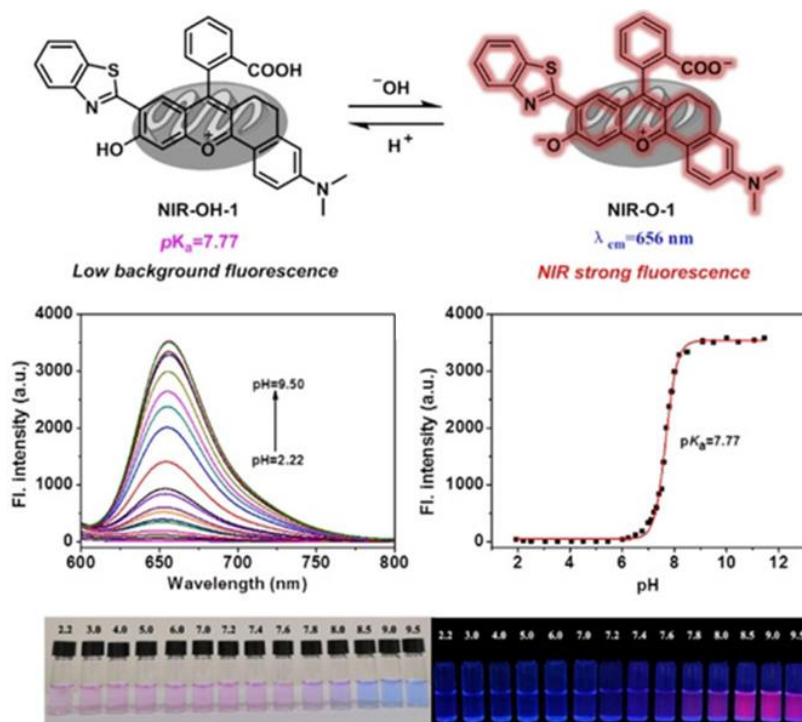 S
N
HO
O
+
COOH
N
⁻OH
H⁺
S
N
⁻O
O
+
COO⁻
N
NIR-OH-1
pKa=7.77
Low background fluorescence
NIR-O-1
λ cm=656 nm
NIR strong fluorescence
4000
3000
2000
1000
0
Fl. intensity (a.u.)
pH=9.50
pH=2.22
600 650 700 750 800
Wavelength (nm)
4000
3000
2000
1000
0
Fl. intensity (a.u.)
pKa=7.77
2 4 6 8 10 12
pH
2.2 3.0 4.0 5.0 6.0 7.0 7.2 7.4 7.6 7.8 8.0 8.5 9.0 9.5
2.2 3.0 4.0 5.0 6.0 7.0 7.2 7.4 7.6 7.8 8.0 8.5 9.0 9.5